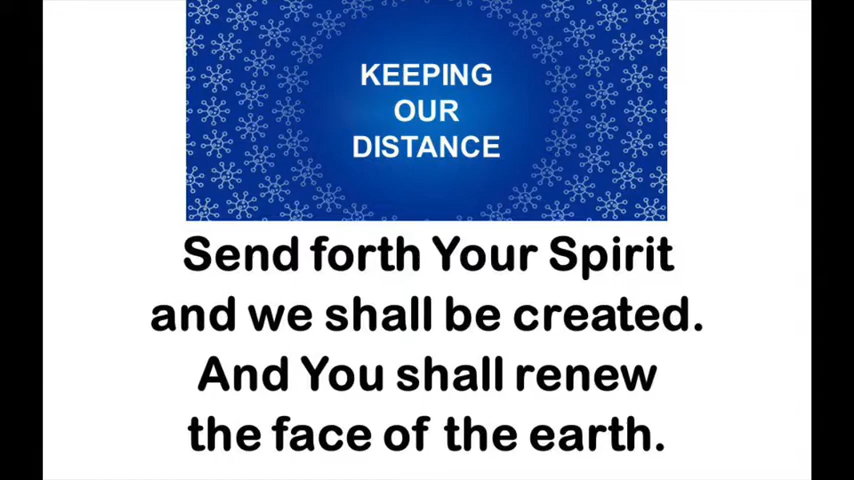 KEEPING
OUR
DISTANCE
Send forth Your Spirit
and we shall be created.
And You shall renew
the face of the earth.